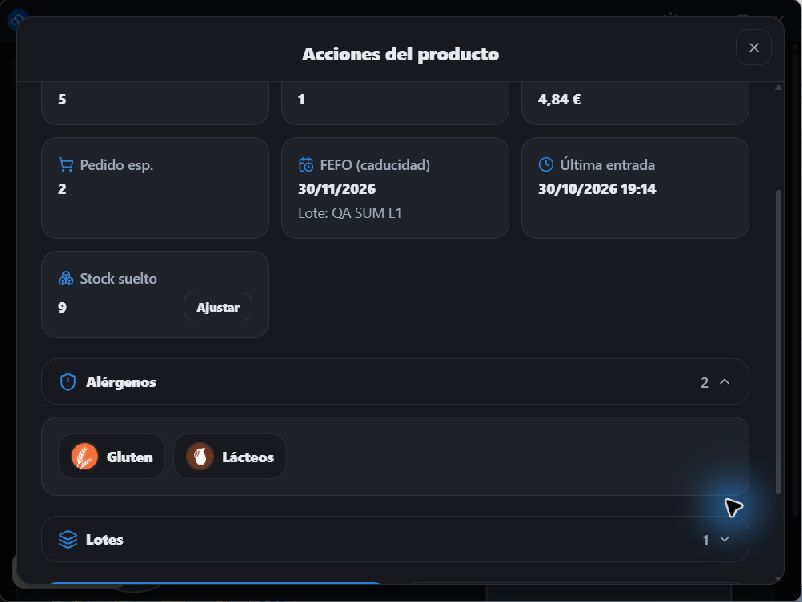 Acciones del producto
5
1
4,84 €
Pedido esp.
2
FEFO (caducidad)
30/11/2026
Lote: QA SUM L1
Última entrada
30/10/2026 19:14
Stock suelto
9
Ajustar
Alérgenos
2
Gluten
Lácteos
Lotes
1